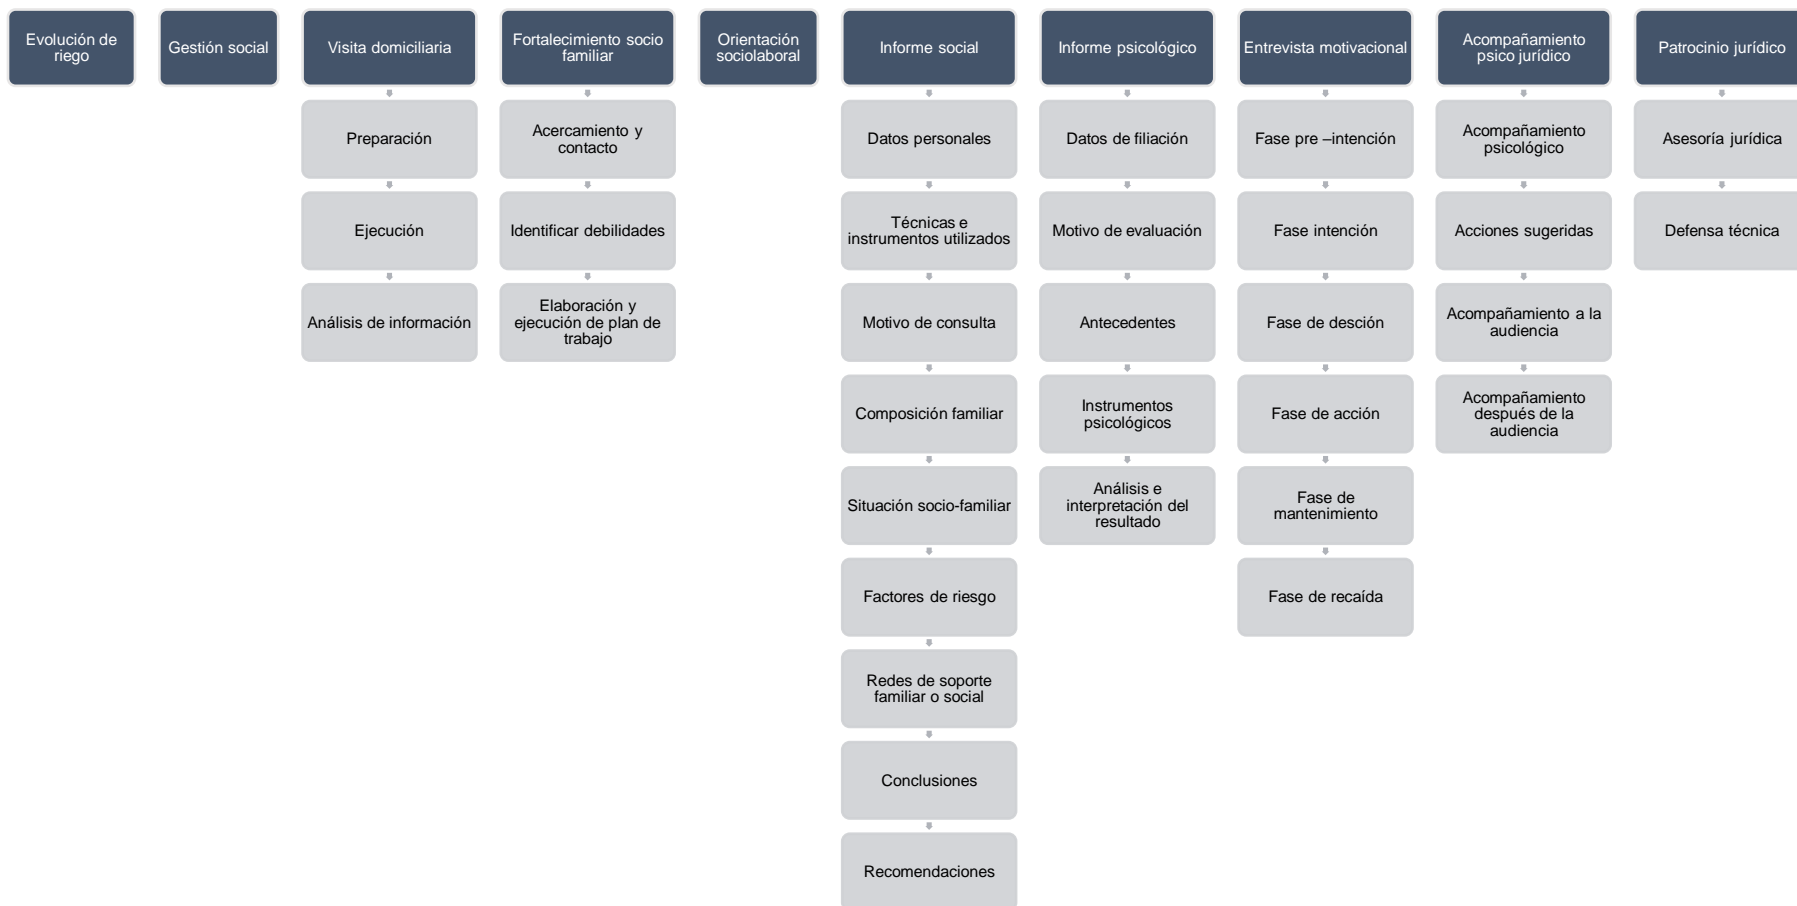 Evolución de
riego
Gestión social
Visita domiciliaria
Fortalecimiento socio
familiar
Orientación
sociolaboral
Informe social
Informe psicológico
Entrevista motivacional
Acompañamiento
psico jurídico
Patrocinio jurídico
Preparación
Ejecución
Análisis de información
Acercamiento y
contacto
Identificar debilidades
Elaboración y
ejecución de plan de
trabajo
Datos personales
Técnicas e
instrumentos utilizados
Motivo de consulta
Composición familiar
Situación socio-familiar
Factores de riesgo
Redes de soporte
familiar o social
Conclusiones
Recomendaciones
Datos de filiación
Motivo de evaluación
Antecedentes
Instrumentos
psicológicos
Análisis e
interpretación del
resultado
Fase pre –intención
Fase intención
Fase de desción
Fase de acción
Fase de
mantenimiento
Fase de recaída
Acompañamiento
psicológico
Acciones sugeridas
Acompañamiento a la
audiencia
Acompañamiento
después de la
audiencia
Asesoría jurídica
Defensa técnica